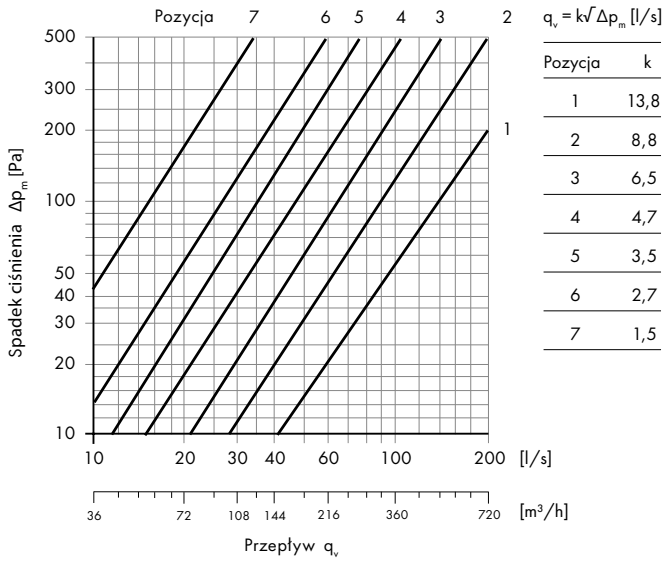 Pozycja 7 6 5 4 3 2
500
300
200
100
50
40
30
20
10
1
Spadek ciśnienia Δpₘ [Pa]
10 20 30 40 60 100 200 [l/s]
36 72 108 144 216 360 720 [m³/h]
Przepływ qᵥ
qᵥ = k√Δpₘ [l/s]
Pozycja k
1 13,8
2 8,8
3 6,5
4 4,7
5 3,5
6 2,7
7 1,5